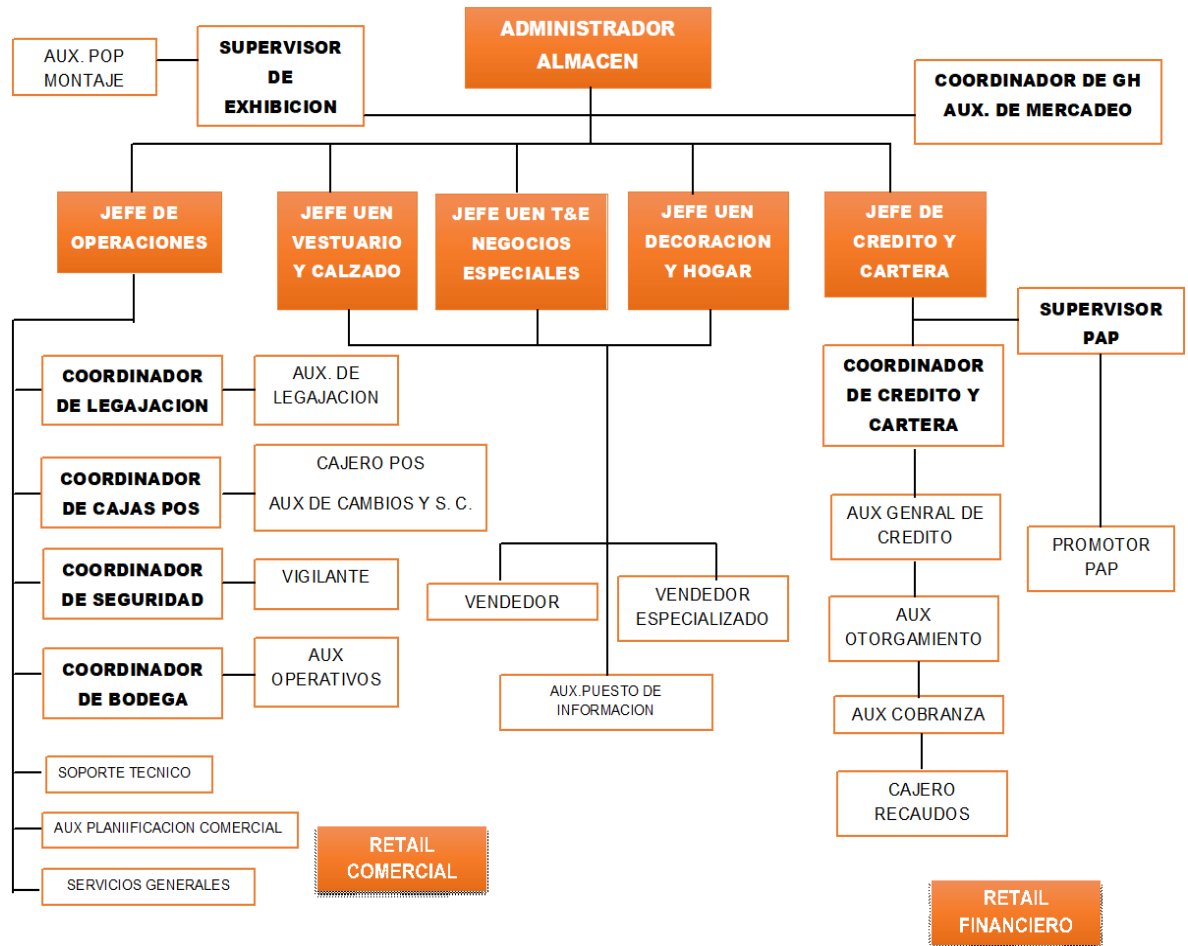 ADMINISTRADOR
ALMACEN
AUX. POP
MONTAJE
SUPERVISOR
DE
EXHIBICION
COORDINADOR DE GH
AUX. DE MERCADEO
JEFE DE
OPERACIONES
JEFE UEN
VESTUARIO
Y CALZADO
JEFE UEN T&E
NEGOCIOS
ESPECIALES
JEFE UEN
DECORACION
Y HOGAR
JEFE DE
CREDITO Y
CARTERA
SUPERVISOR
PAP
COORDINADOR
DE LEGAJACION
AUX. DE
LEGAJACION
COORDINADOR
DE CREDITO Y
CARTERA
COORDINADOR
DE CAJAS POS
CAJERO POS
AUX DE CAMBIOS Y S. C.
AUX GENRAL DE
CREDITO
PROMOTOR
PAP
COORDINADOR
DE SEGURIDAD
VIGILANTE
VENDEDOR
VENDEDOR
ESPECIALIZADO
AUX
OTORGAMIENTO
COORDINADOR
DE BODEGA
AUX
OPERATIVOS
AUX.PUESTO DE
INFORMACION
AUX COBRANZA
SOPORTE TECNICO
CAJERO
RECAUDOS
AUX PLANIIFICACION COMERCIAL
RETAIL
COMERCIAL
SERVICIOS GENERALES
RETAIL
FINANCIERO